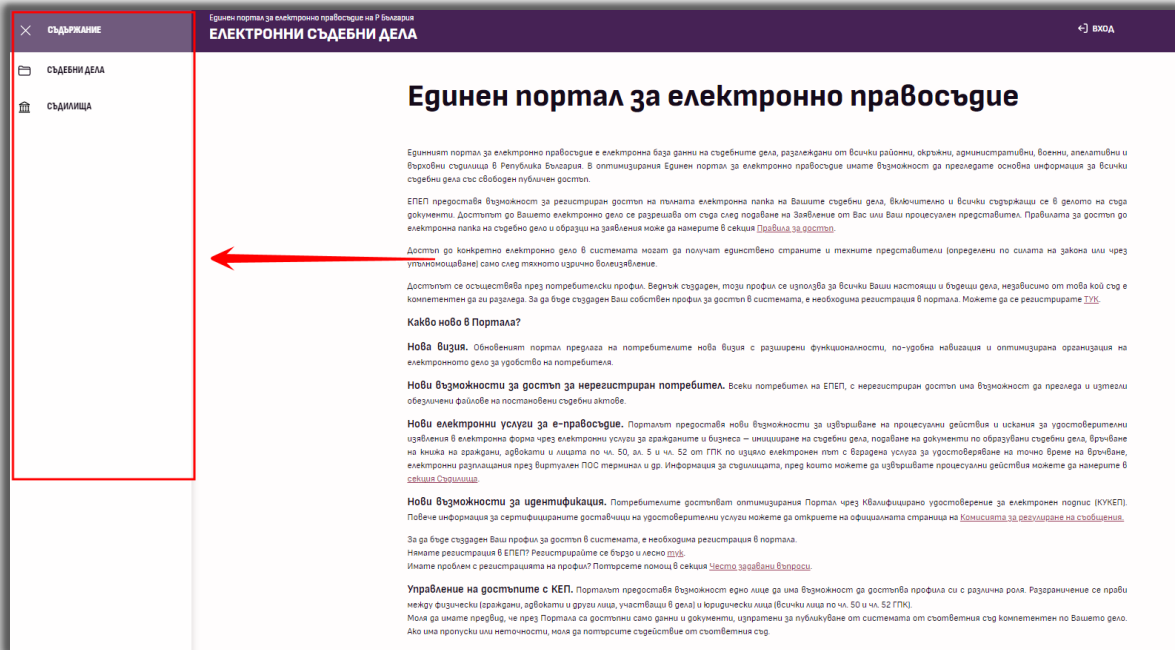 СЪДЪРЖАНИЕ
СЪДЕБНИ ДЕЛА
СЪДИЛИЩА
Единен портал за електронно правосъдие на Р България
ЕЛЕКТРОННИ СЪДЕБНИ ДЕЛА
ВХОД
Единен портал за електронно правосъдие
Единният портал за електронно правосъдие е електронна база данни на съдебните дела, разглеждани от всички районни, окръжни, административни, военни, апелативни и
върховни съдилища в Република България. В оптимизирания Единен портал за електронно правосъдие имате възможност да прегледате основна информация за всички
съдебни дела със свободен публичен достъп.
ЕПЕП предоставя възможност за регистриран достъп на пълната електронна папка на Вашите съдебни дела, включително и всички съдържащи се в делото на съда
документи. Достъпът до Вашето електронно дело се разрешава от съда след подаване на Заявление от Вас или Ваш процесуален представител. Правилата за достъп до
електронна папка на съдебно дело и образци на заявления може да намерите в секция Правила за достъп.
Достъп до конкретно електронно дело в системата могат да получат единствено страните и техните представители (определени по силата на закона или чрез
упълномощаване) само след тяхното изрично волеизявление.
Достъпът се осъществява през потребителски профил. Веднъж създаден, този профил се използва за всички Ваши настоящи и бъдещи дела, независимо от това кой съд е
компетентен да ги разгледа. За да бъде създаден Ваш собствен профил за достъп в системата, е необходима регистрация в портала. Можете да се регистрирате ТУК.
Какво ново в Портала?
Нова визия. Обновеният портал предлага на потребителите нова визия с разширени функционалности, по-удобна навигация и оптимизирана организация на
електронното дело за удобство на потребителя.
Нови възможности за достъп за нерегистриран потребител. Всеки потребител на ЕПЕП, с нерегистриран достъп има възможност да прегледа и изтегли
обезличени файлове на постановени съдебни актове.
Нови електронни услуги за е-правосъдие. Порталът предоставя нови възможности за извършване на процесуални действия и искания за удостоверителни
изявления в електронна форма чрез електронни услуги за гражданите и бизнеса – иницииране на съдебни дела, подаване на документи по образувани съдебни дела, връчване
на книжа на граждани, адвокати и лицата по чл. 50, ал. 5 и чл. 52 от ГПК по изцяло електронен път с вградена услуга за удостоверяване на точно време на връчване,
електронни разплащания през виртуален ПОС терминал и др. Информация за съдилищата, пред които можете да извършвате процесуални действия можете да намерите в
секция Съдилища.
Нови възможности за идентификация. Потребителите достъпват оптимизирания Портал чрез Квалифицирано удостоверение за електронен подпис (КУКЕП).
Повече информация за сертифицираните доставчици на удостоверителни услуги можете да откриете на официалната страница на Комисията за регулиране на съобщения.
За да бъде създаден Ваш профил за достъп в системата, е необходима регистрация в портала.
Нямате регистрация в ЕПЕП? Регистрирайте се бързо и лесно тук.
Имате проблем с регистрацията на профил? Потърсете помощ в секция Често задавани въпроси.
Управление на достъпите с КЕП. Порталът предоставя възможност едно лице да има възможност да достъпва профила си с различна роля. Разграничение се прави
между физически (граждани, адвокати и други лица, участващи в дела) и юридически лица (всички лица по чл. 50 и чл. 52 ГПК).
Моля да имате предвид, че през Портала са достъпни само данни и документи, изпратени за публикуване от системата от съответния съд компетентен по Вашето дело.
Ако има пропуски или неточности, моля да потърсите съдействие от съответния съд.